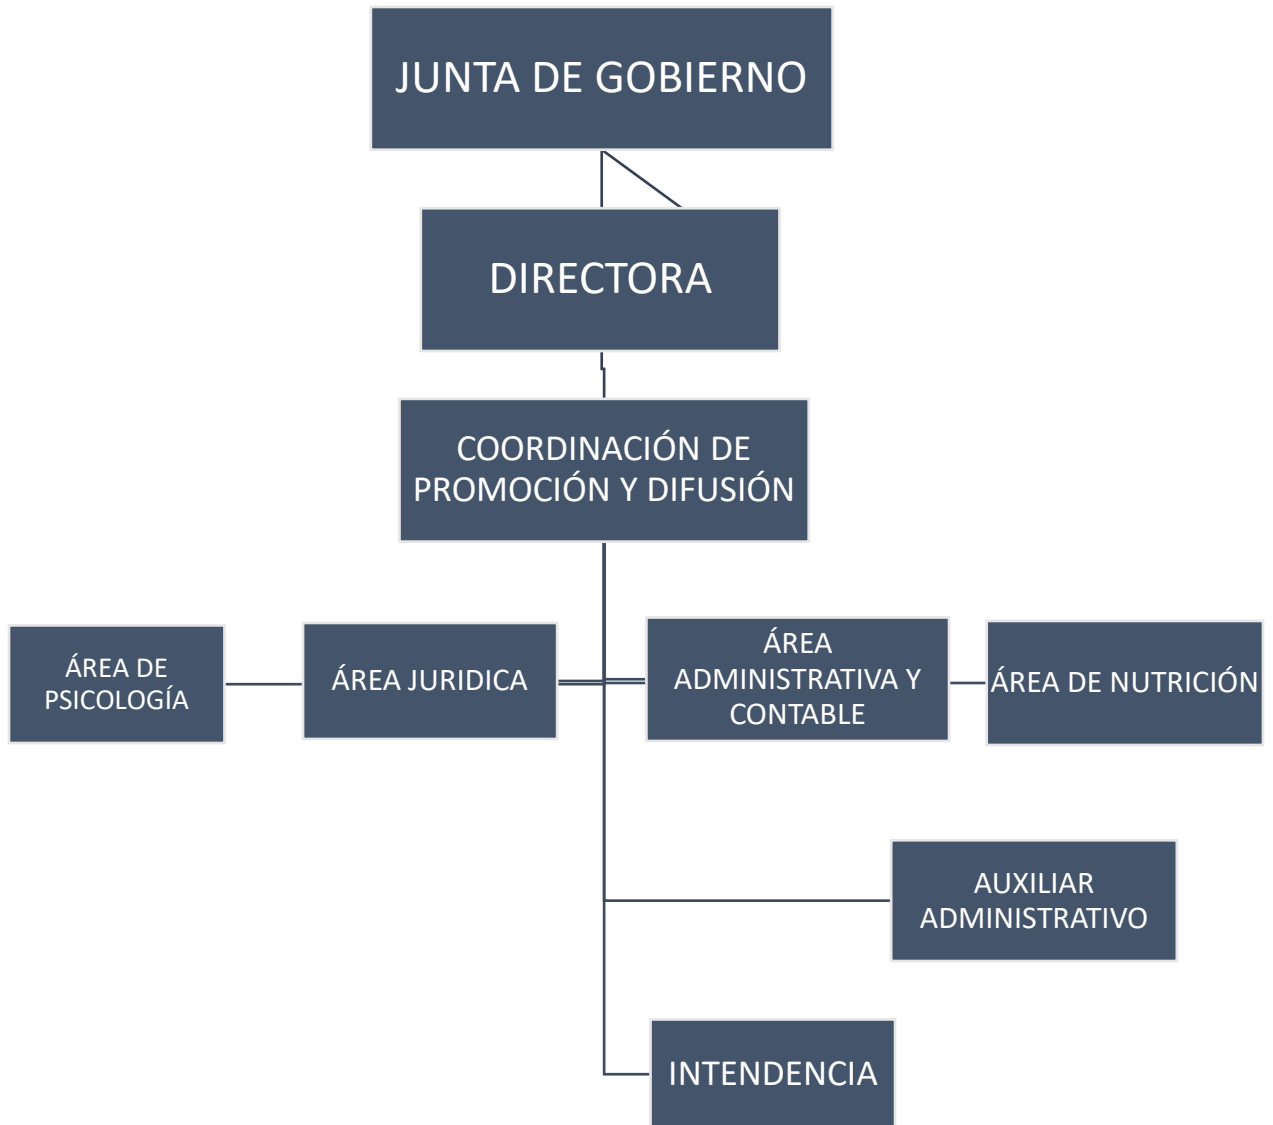 JUNTA DE GOBIERNO
DIRECTORA
COORDINACIÓN DE
PROMOCIÓN Y DIFUSIÓN
ÁREA DE
PSICOLOGÍA
ÁREA JURIDICA
ÁREA
ADMINISTRATIVA Y
CONTABLE
ÁREA DE NUTRICIÓN
AUXILIAR
ADMINISTRATIVO
INTENDENCIA